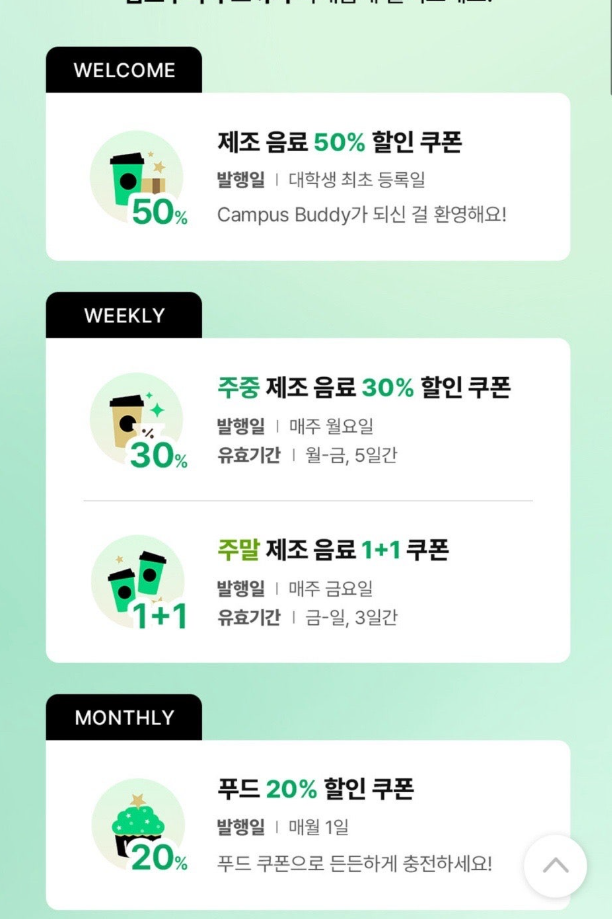 WELCOME
제조 음료 50% 할인 쿠폰
발행일 | 대학생 최초 등록일
Campus Buddy가 되신 걸 환영해요!
50%
WEEKLY
주중 제조 음료 30% 할인 쿠폰
발행일 | 매주 월요일
유효기간 | 월-금, 5일간
%
30%
주말 제조 음료 1+1 쿠폰
발행일 | 매주 금요일
유효기간 | 금-일, 3일간
1+1
MONTHLY
푸드 20% 할인 쿠폰
발행일 | 매월 1일
푸드 쿠폰으로 든든하게 충전하세요!
20%